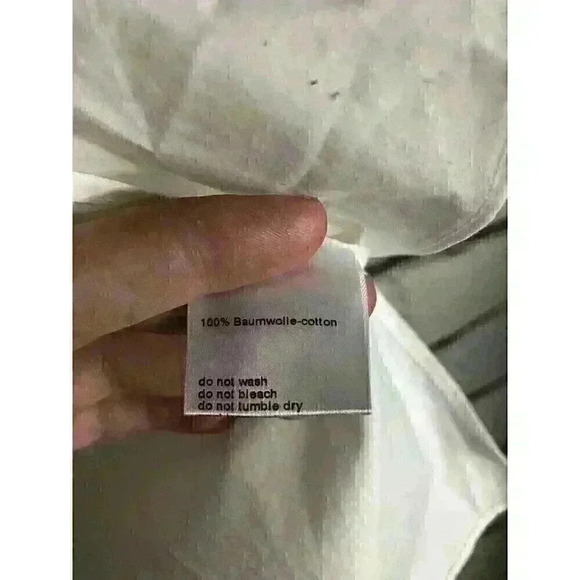 100% Baumwolle-cotton
do not wash
do not bleach
do not tumble dry